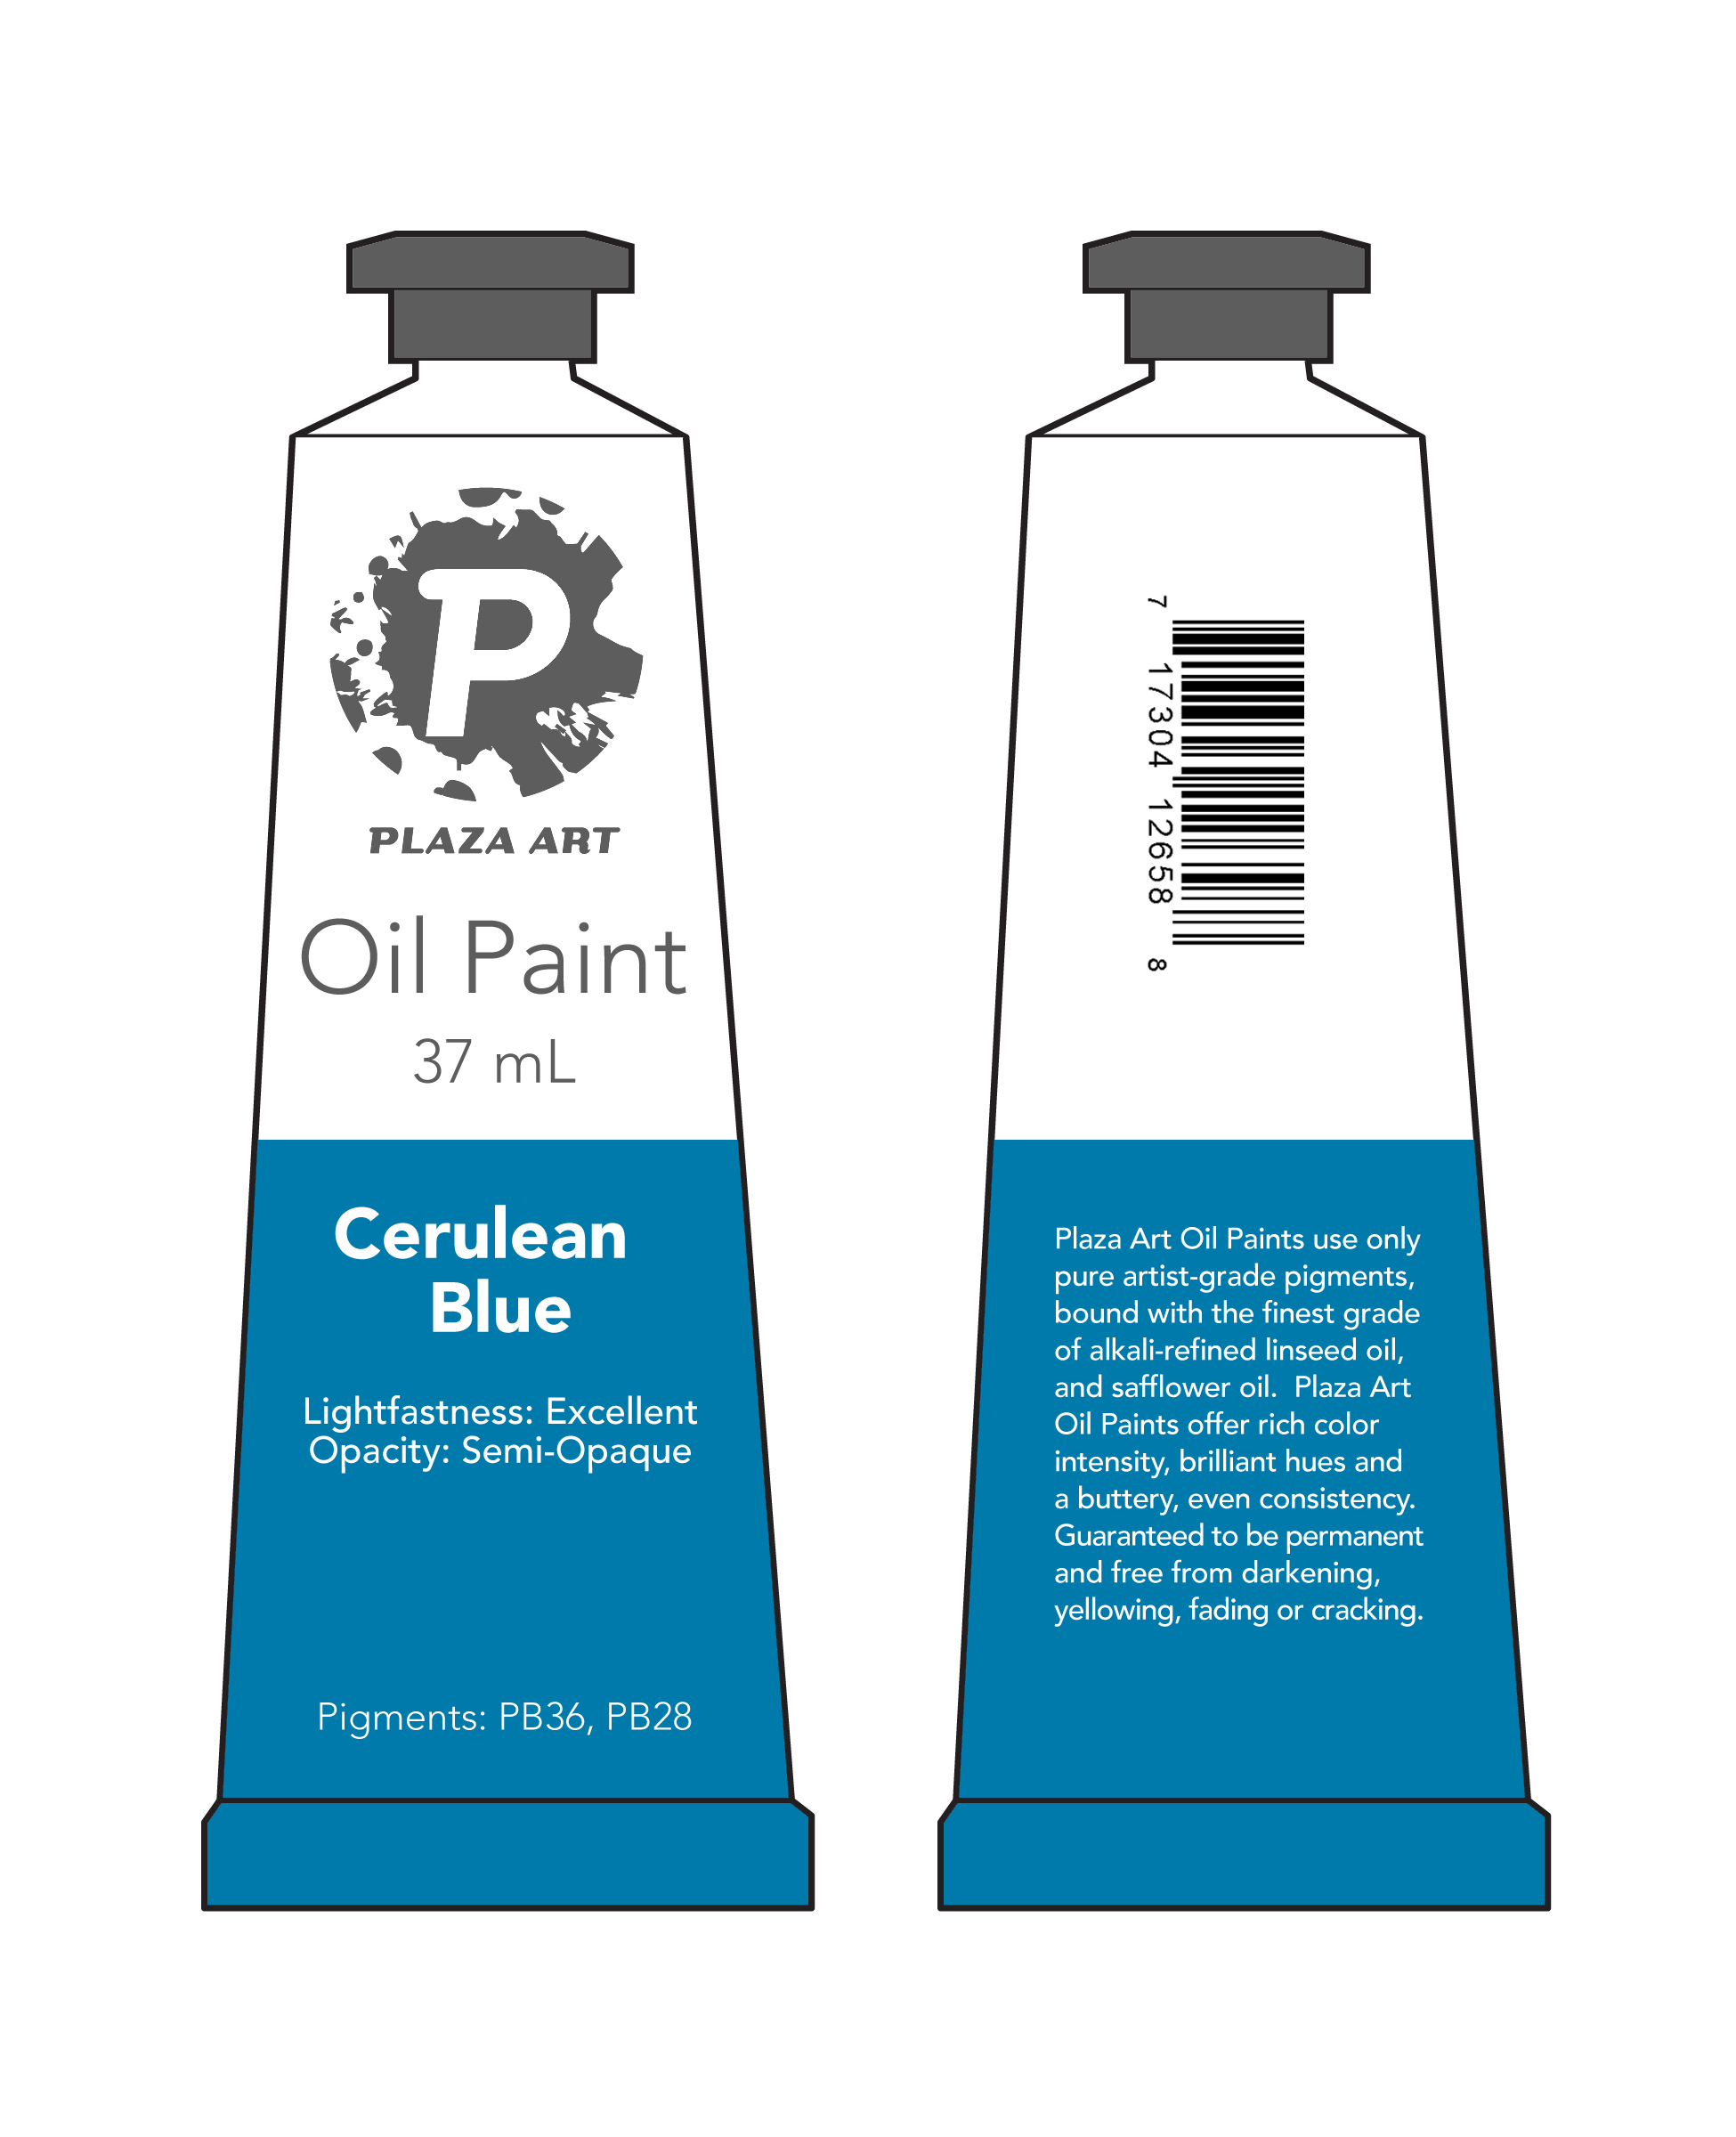 P
PLAZA ART
Oil Paint
37 mL
Cerulean
Blue
Lightfastness: Excellent
Opacity: Semi-Opaque
Pigments: PB36, PB28
7 17304 12658 8
Plaza Art Oil Paints use only
pure artist-grade pigments,
bound with the finest grade
of alkali-refined linseed oil,
and safflower oil.  Plaza Art
Oil Paints offer rich color
intensity, brilliant hues and
a buttery, even consistency.
Guaranteed to be permanent
and free from darkening,
yellowing, fading or cracking.